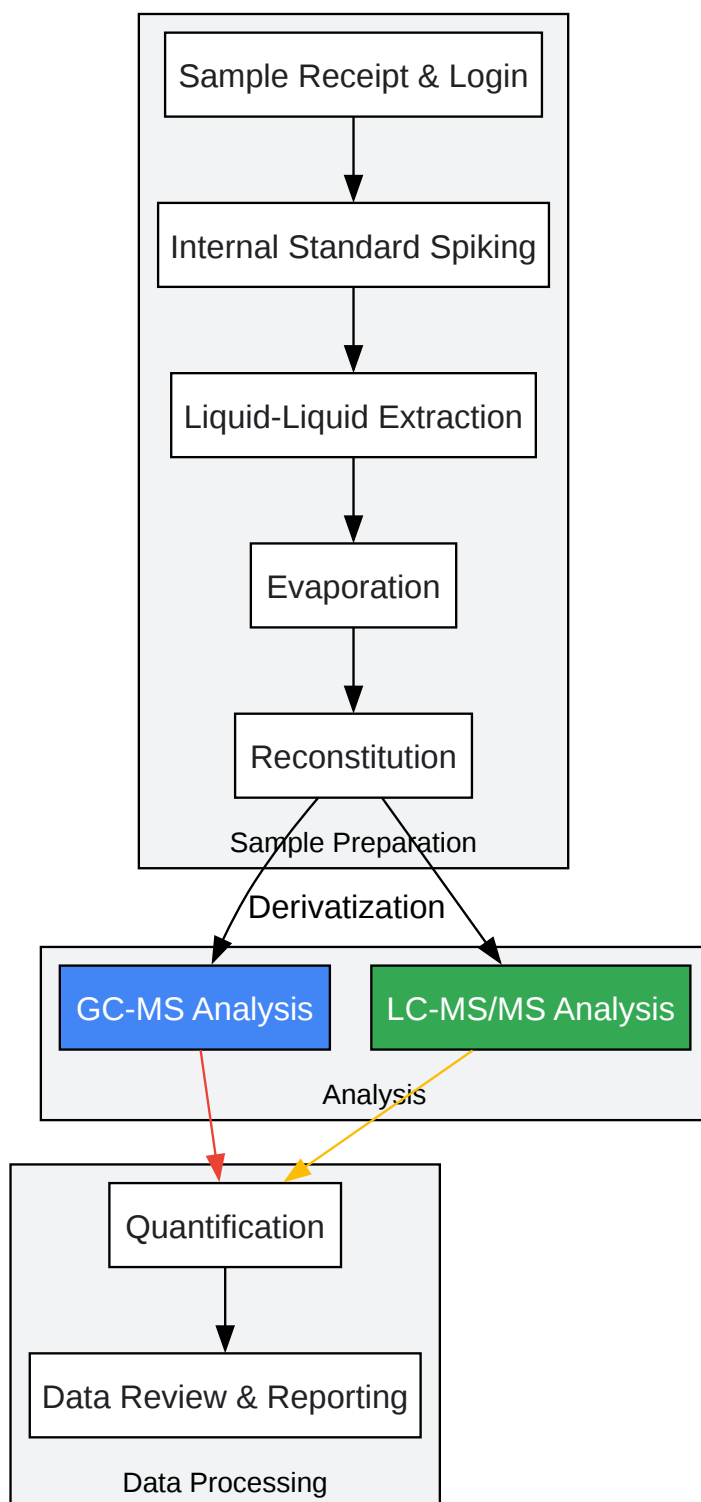 Sample Receipt & Login
Internal Standard Spiking
Liquid-Liquid Extraction
Evaporation
Reconstitution
Sample Preparation
Derivatization
GC-MS Analysis
LC-MS/MS Analysis
Analysis
Quantification
Data Review & Reporting
Data Processing